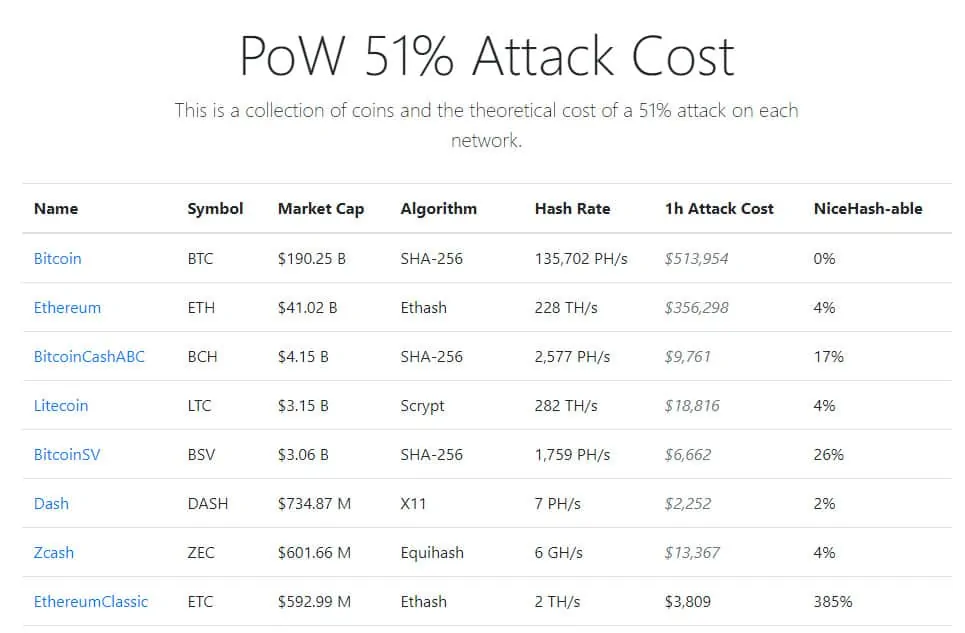 PoW 51% Attack Cost
This is a collection of coins and the theoretical cost of a 51% attack on each
network.
Name Symbol Market Cap Algorithm Hash Rate 1h Attack Cost NiceHash-able
Bitcoin BTC $190.25 B SHA-256 135,702 PH/s $513,954 0%
Ethereum ETH $41.02 B Ethash 228 TH/s $356,298 4%
BitcoinCashABC BCH $4.15 B SHA-256 2,577 PH/s $9,761 17%
Litecoin LTC $3.15 B Scrypt 282 TH/s $18,816 4%
BitcoinSV BSV $3.06 B SHA-256 1,759 PH/s $6,662 26%
Dash DASH $734.87 M X11 7 PH/s $2,252 2%
Zcash ZEC $601.66 M Equihash 6 GH/s $13,367 4%
EthereumClassic ETC $592.99 M Ethash 2 TH/s $3,809 385%